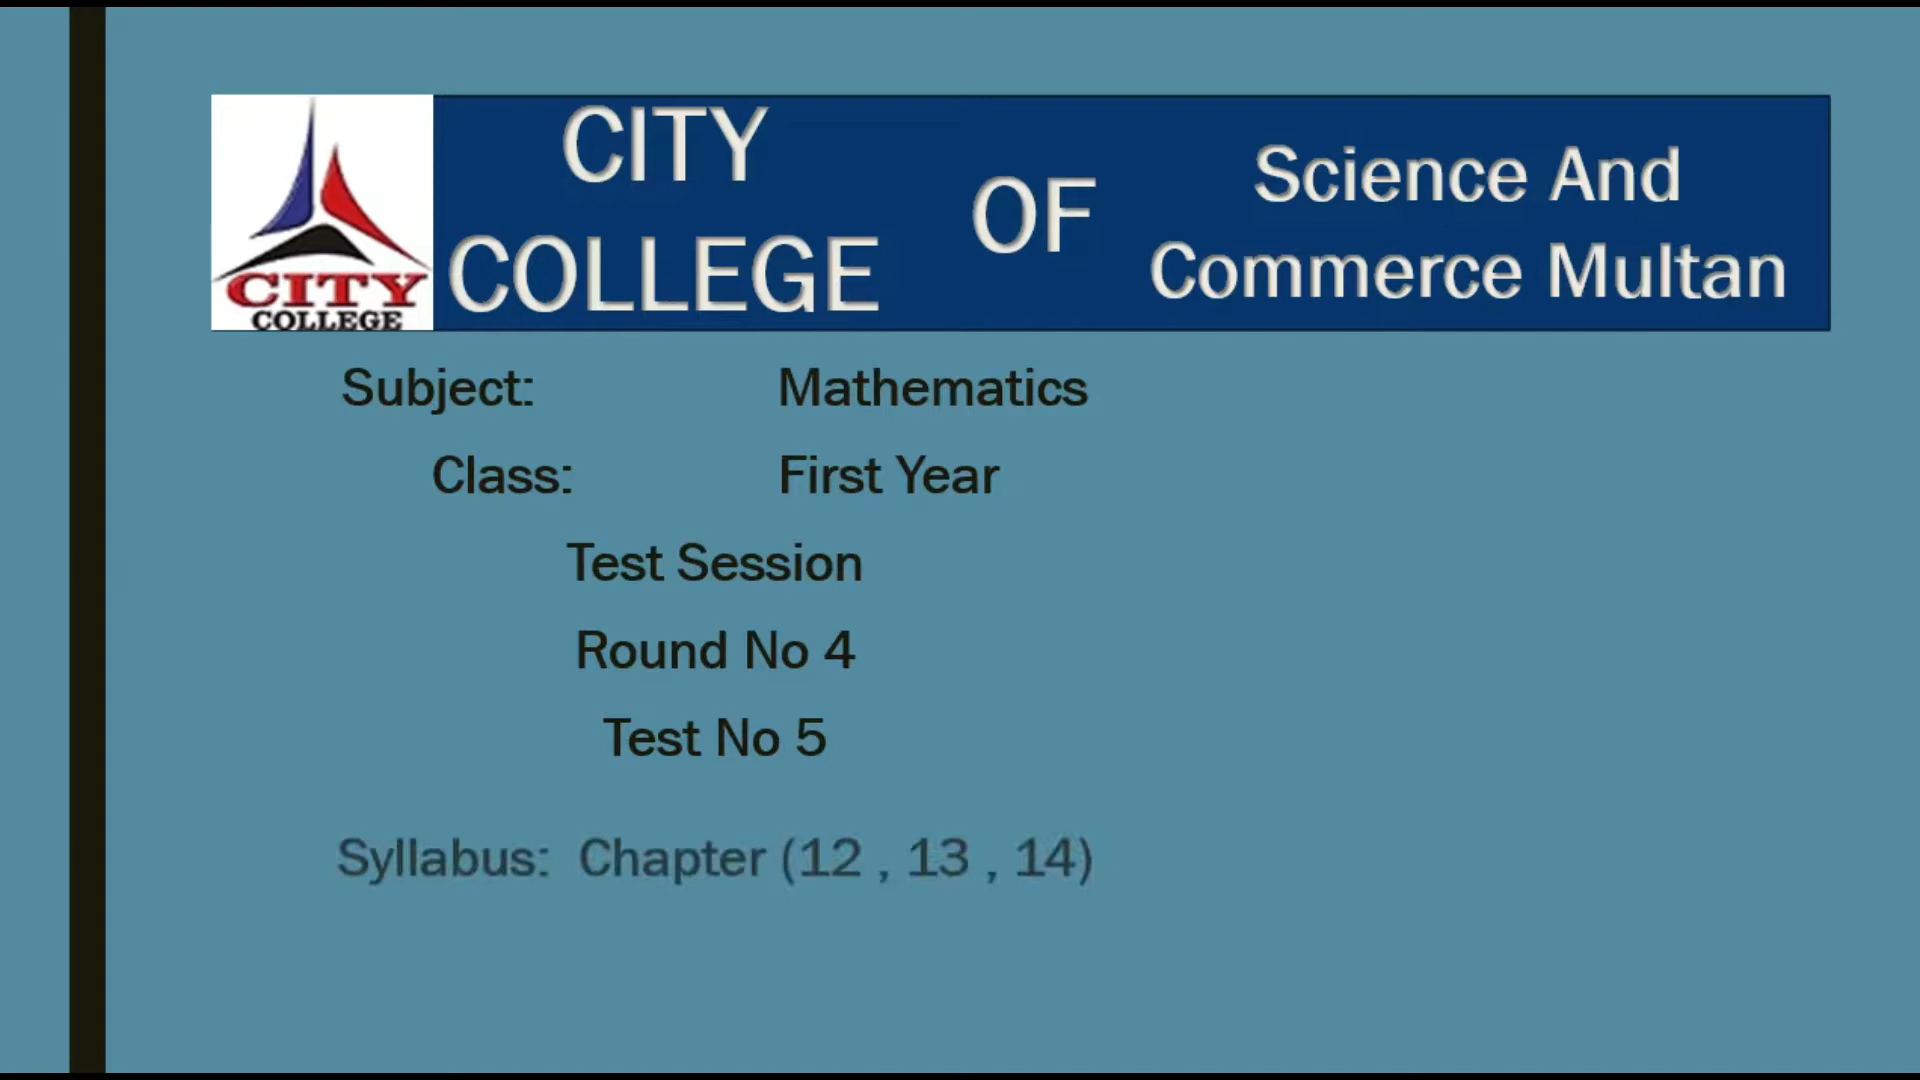 CITY
COLLEGE
CITY
COLLEGE
OF
Science And
Commerce Multan
Subject: Mathematics
Class: First Year
Test Session
Round No 4
Test No 5
Syllabus: Chapter (12 , 13 , 14)